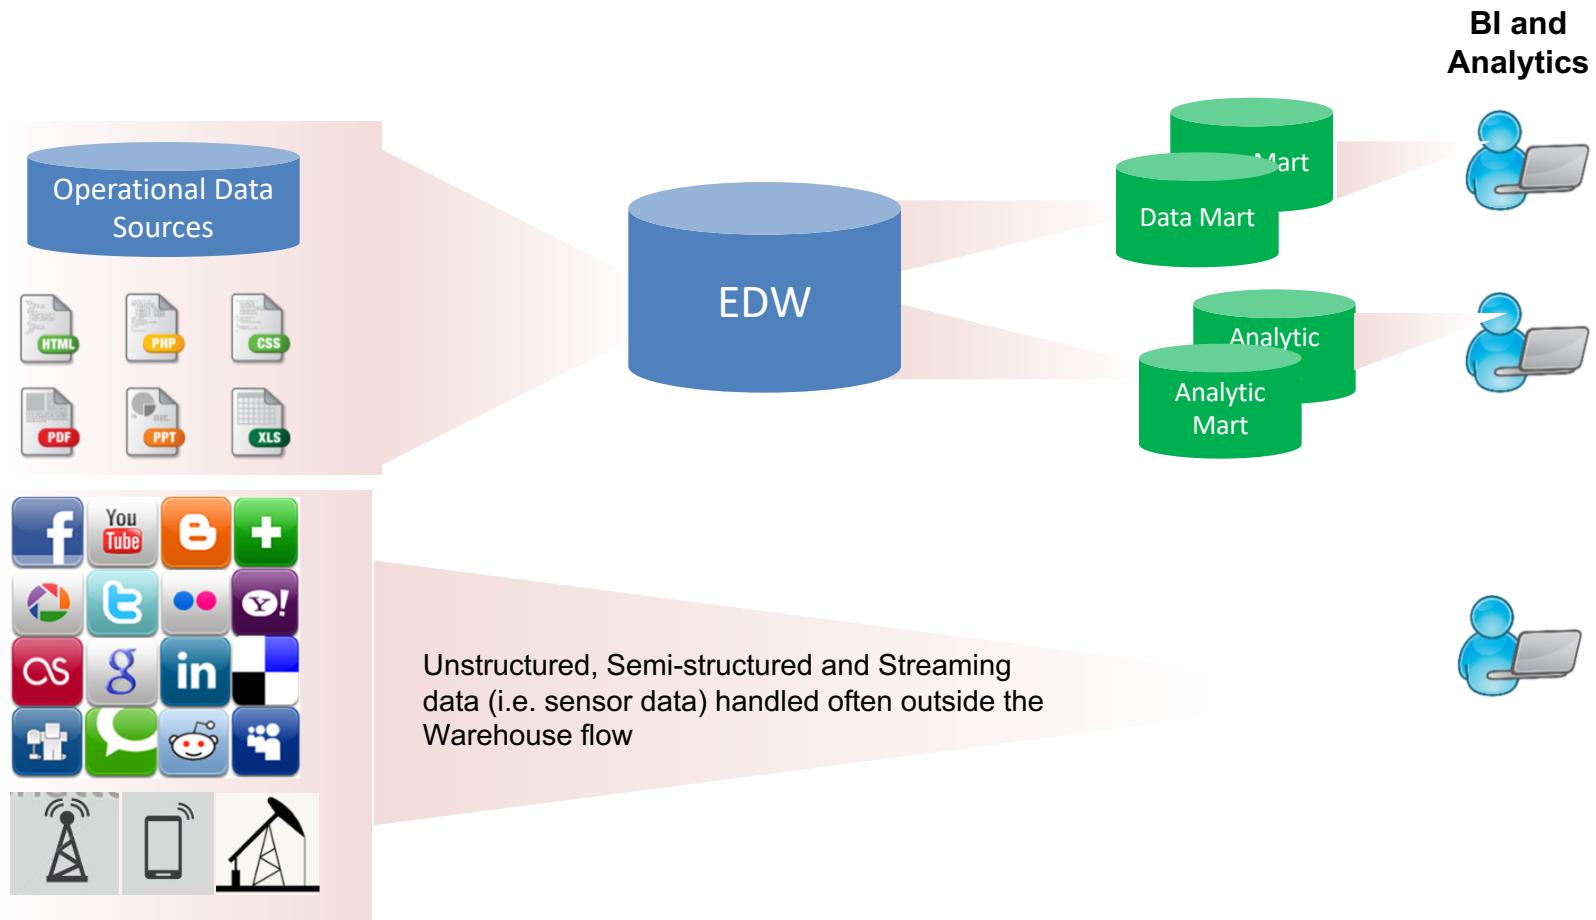 BI and
Analytics
Operational Data
Sources
HTML
PHP
CSS
PDF
PPT
XLS
EDW
Mart
Data Mart
Analytic
Analytic
Mart
f
You
Tube
Y!
g
in
Unstructured, Semi-structured and Streaming
data (i.e. sensor data) handled often outside the
Warehouse flow